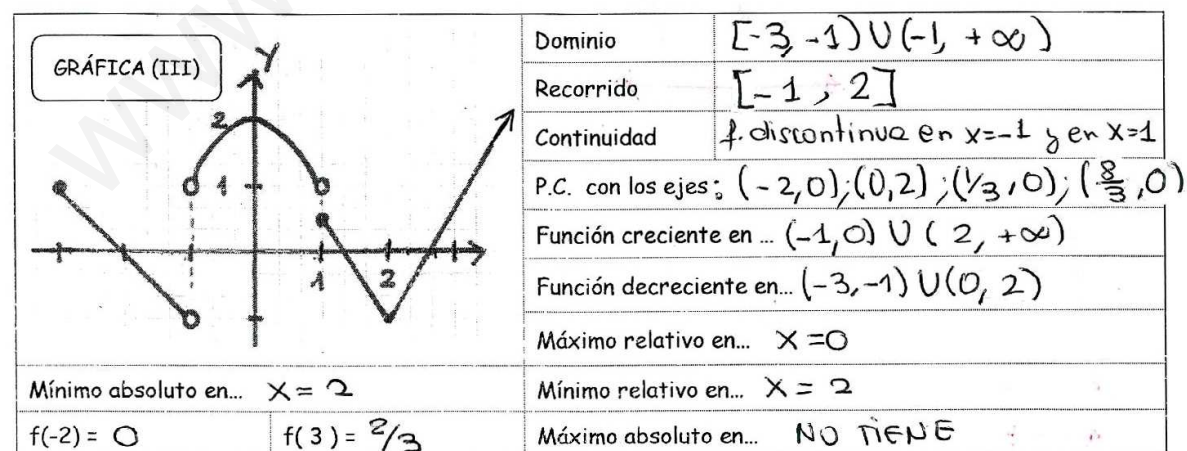 GRÁFICA (III)
Y
2
1
1
2
Dominio [-3, -1) ∪ (-1, +∞)
Recorrido [-1 , 2]
Continuidad f. discontinua en x=-1 y en x=1
P.C. con los ejes: (-2,0);(0,2);(1/3,0);(8/3,0)
Función creciente en ... (-1,0) ∪ (2, +∞)
Función decreciente en... (-3,-1) ∪ (0, 2)
Máximo relativo en... X=0
Mínimo absoluto en... X = 2
Mínimo relativo en... X = 2
f(-2) = 0
f( 3 ) = 2/3
Máximo absoluto en... NO TIENE